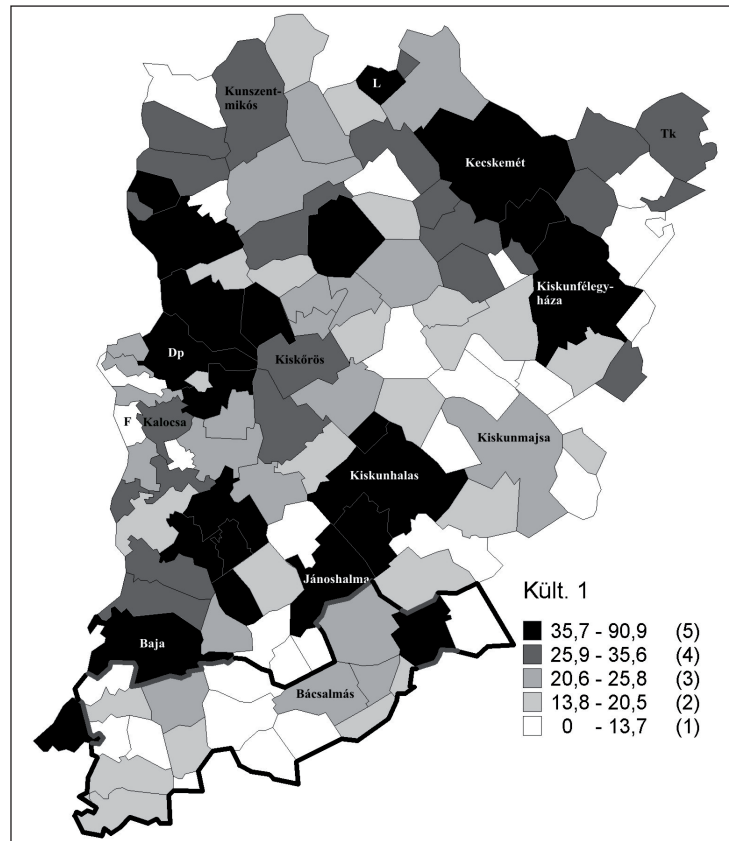 Kunszent-
mikós
L
Tk
Kecskemét
Kiskunfélegy-
háza
Dp
Kiskőrös
F
Kalocsa
Kiskunmajsa
Kiskunhalas
Jánoshalma
Baja
Bácsalmás
Kült. 1
35,7 - 90,9 (5)
25,9 - 35,6 (4)
20,6 - 25,8 (3)
13,8 - 20,5 (2)
0 - 13,7 (1)